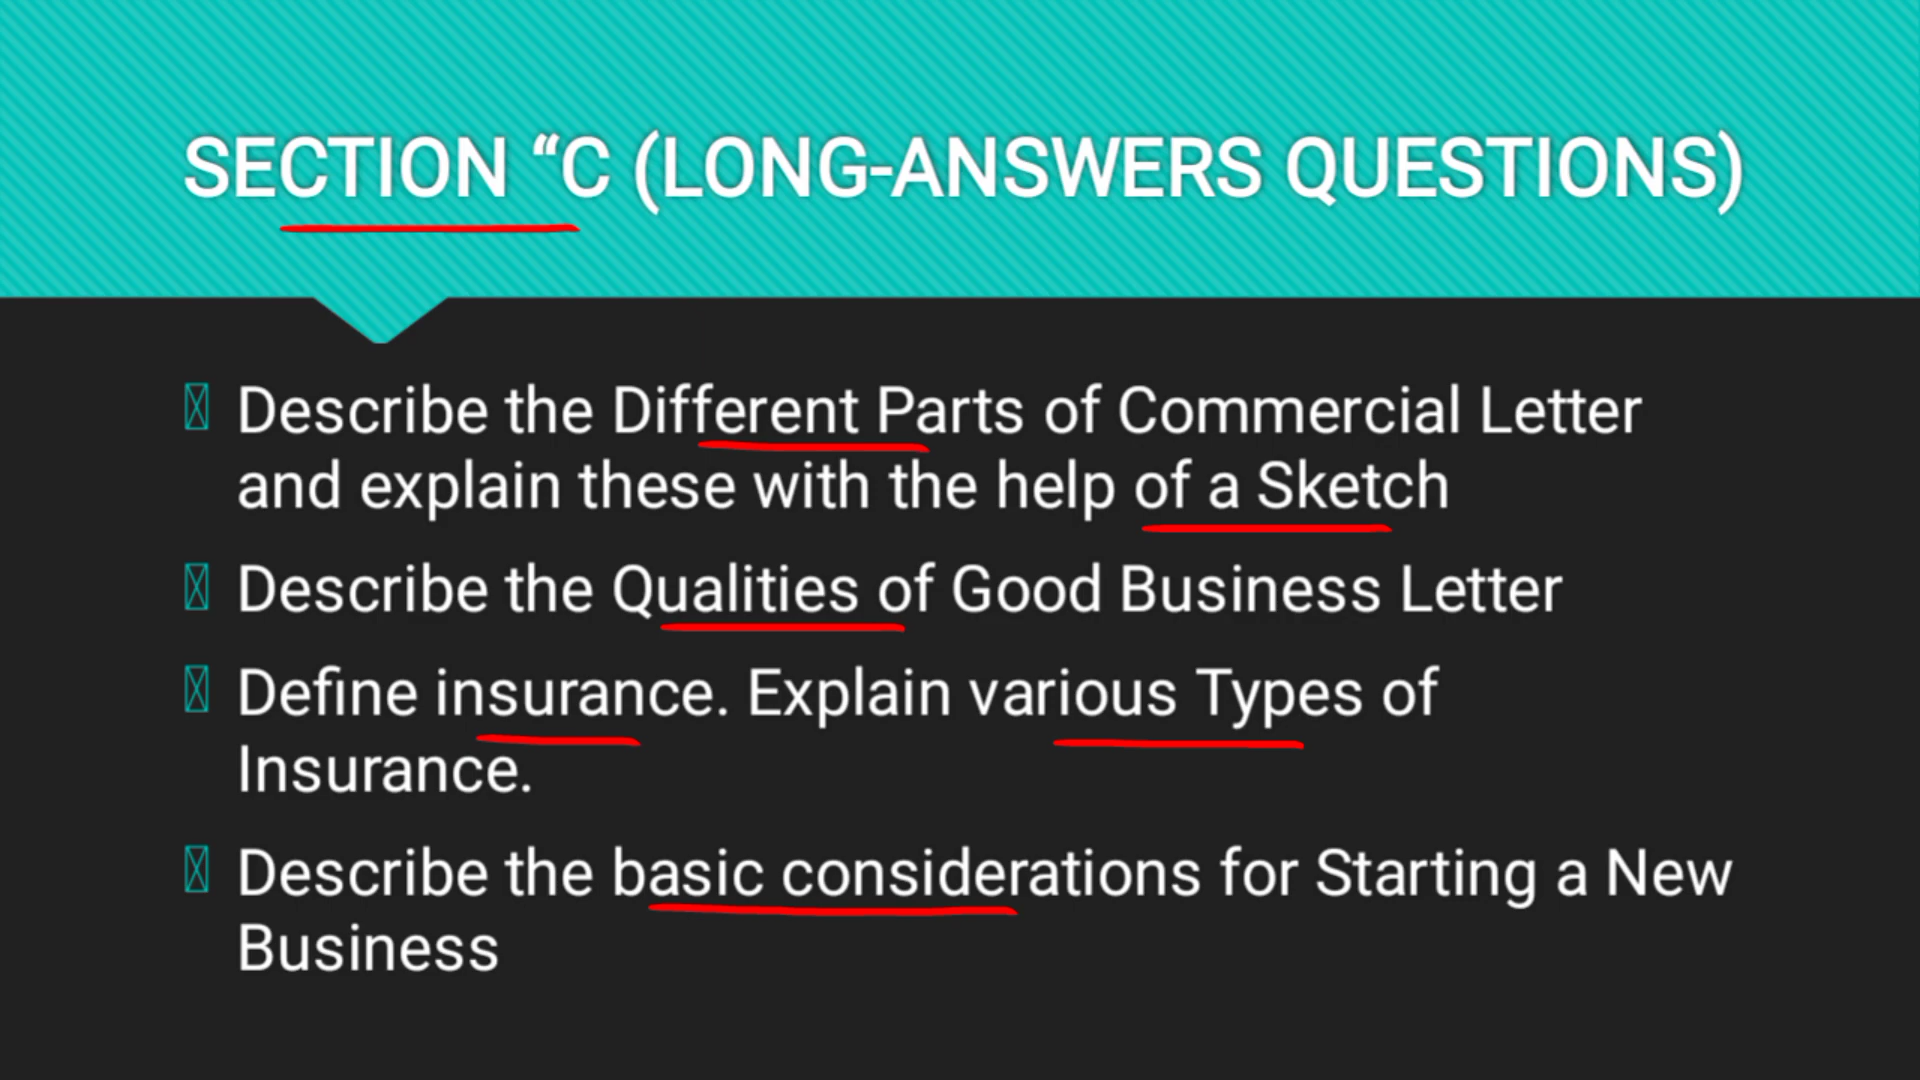 SECTION “C (LONG-ANSWERS QUESTIONS)
Describe the Different Parts of Commercial Letter
and explain these with the help of a Sketch
Describe the Qualities of Good Business Letter
Define insurance. Explain various Types of
Insurance.
Describe the basic considerations for Starting a New
Business